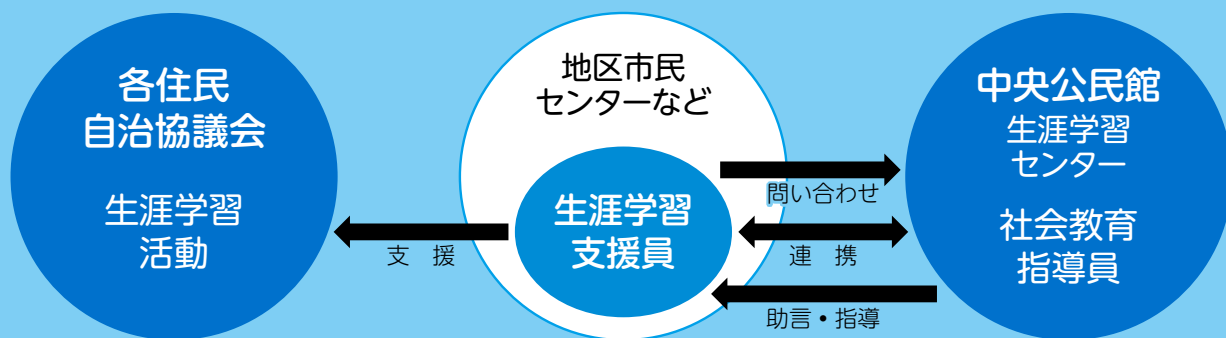 各住民
自治協議会
生涯学習
活動
支　援
地区市民
センターなど
生涯学習
支援員
問い合わせ
連　携
助言・指導
中央公民館
生涯学習
センター
社会教育
指導員